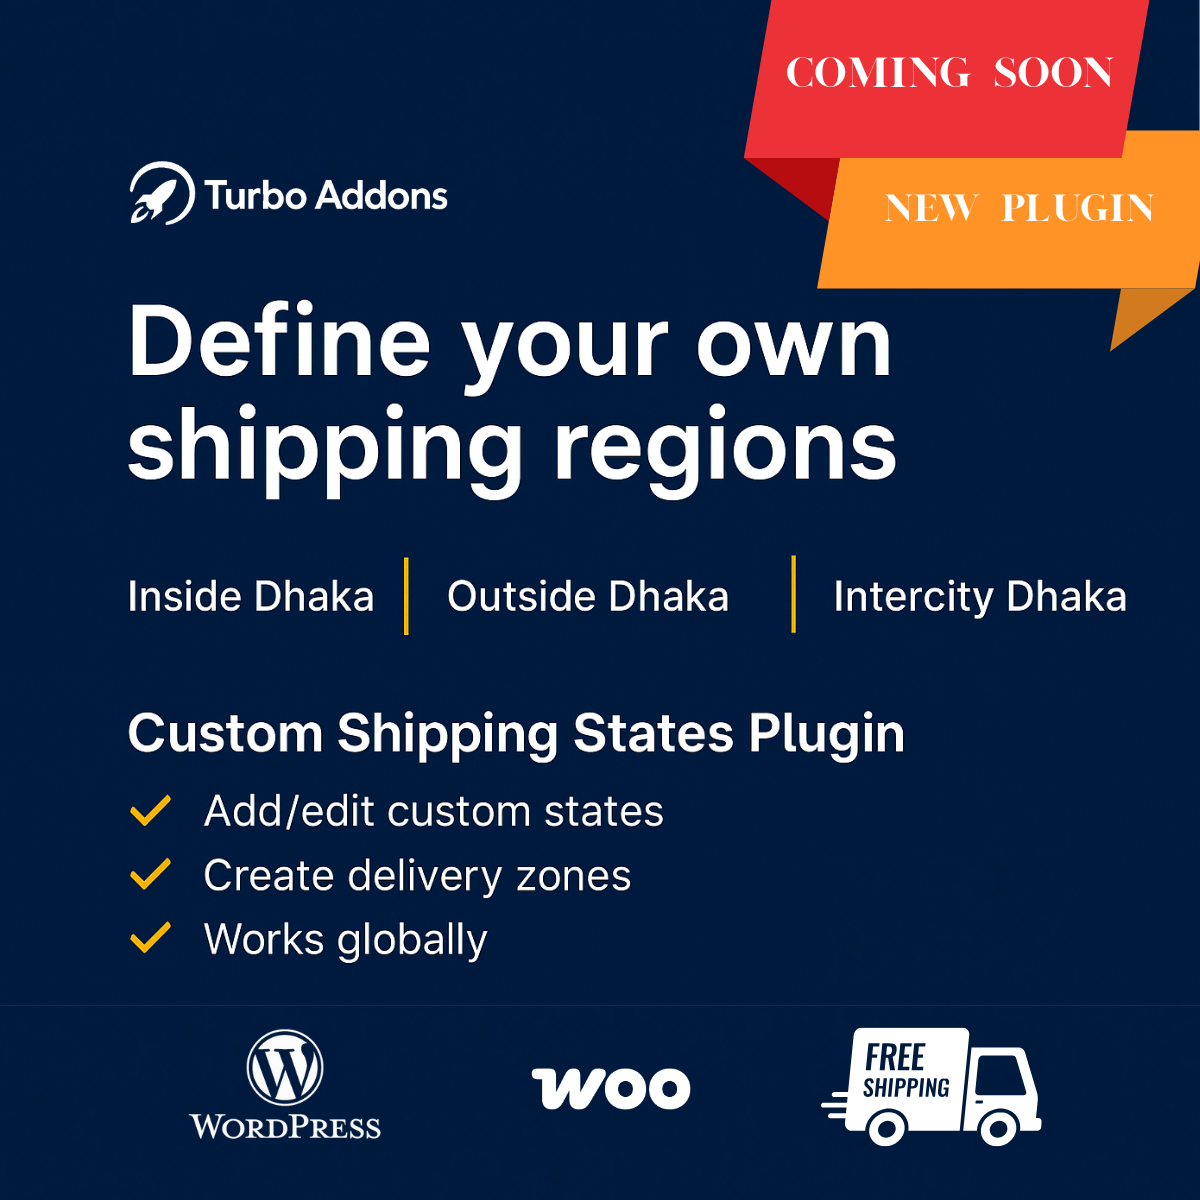 COMING SOON
NEW PLUGIN
Turbo Addons
Define your own
shipping regions
Inside Dhaka
Outside Dhaka
Intercity Dhaka
Custom Shipping States Plugin
Add/edit custom states
Create delivery zones
Works globally
WORDPRESS
woo
FREE
SHIPPING